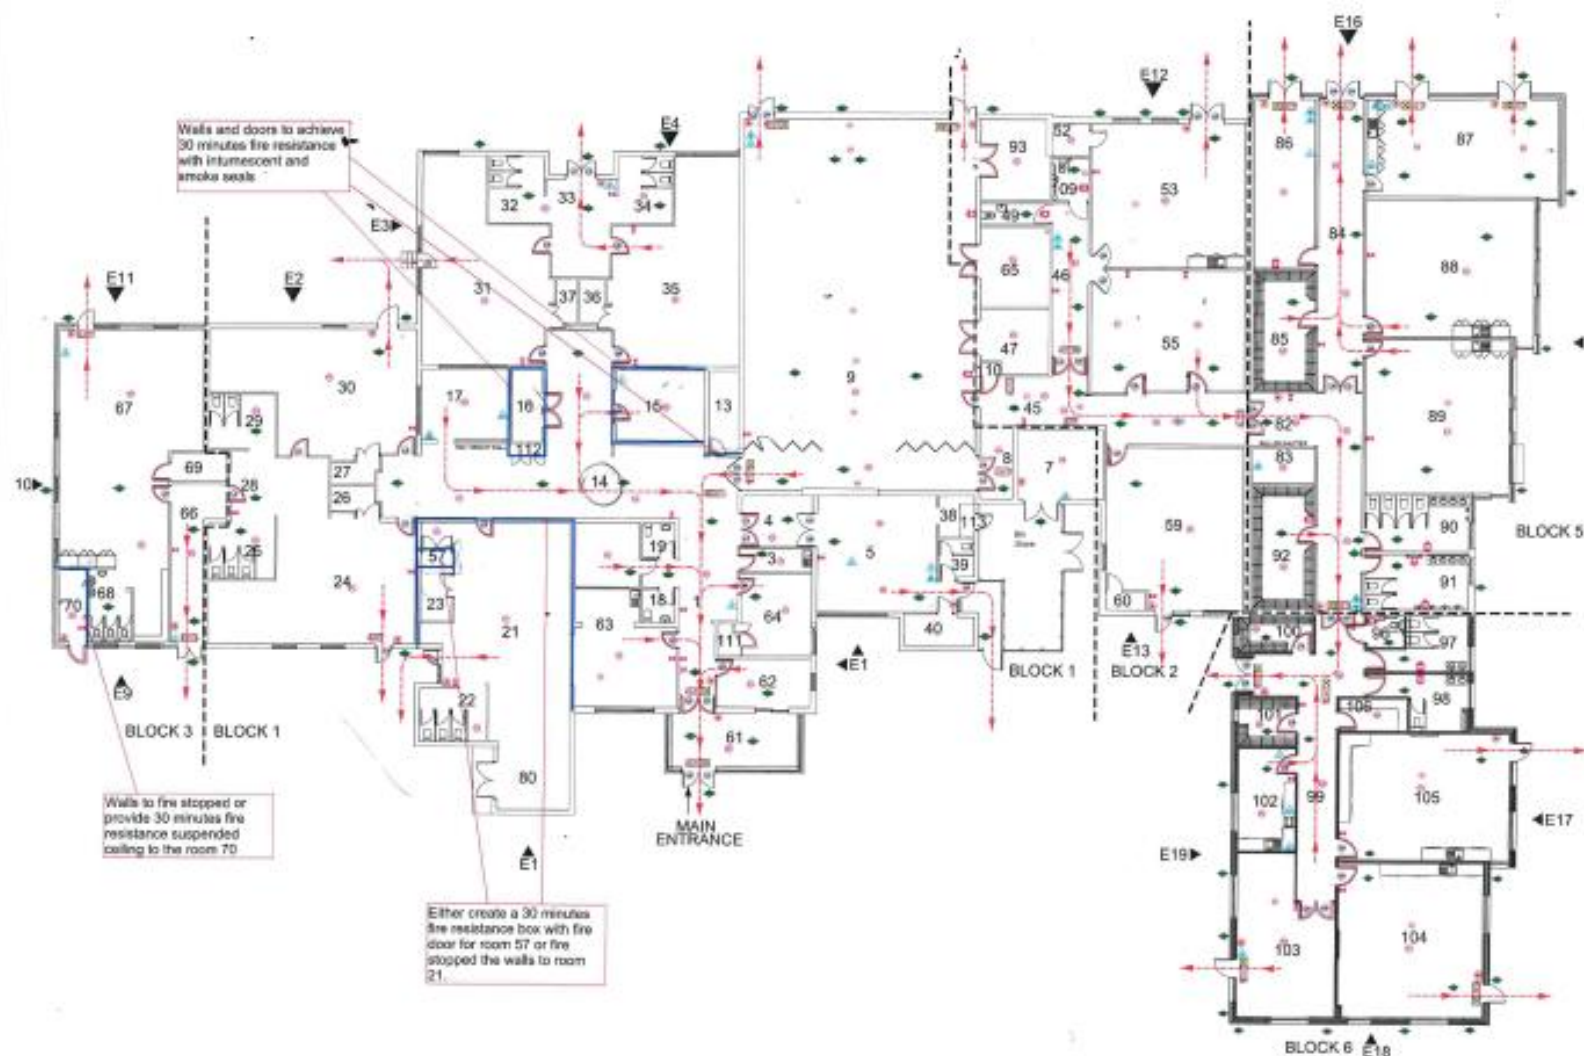 E16
E12
E4
Walls and doors to achieve
30 minutes fire resistance
with intumescent and
smoke seals
86
87
93
52
09
53
32
33
34
E3
49
84
88
65
46
E11
E2
31
37
36
35
47
55
85
9
10
30
17
16
15
13
45
82
89
67
29
112
83
69
27
28
26
14
8
7
10
66
4
38
113
59
90
BLOCK 5
25
57
19
3
5
39
92
91
24
23
18
1
64
60
70
68
21
63
111
40
100
96
97
E1
E13
BLOCK 1
BLOCK 2
E9
62
98
22
101
106
BLOCK 3
BLOCK 1
61
80
99
105
102
Walls to fire stopped or
provide 30 minutes fire
resistance suspended
ceiling to the room 70
MAIN
ENTRANCE
E17
E1
E19
Either create a 30 minutes
fire resistance box with fire
door for room 57 or fire
stopped the walls to room
21.
103
104
BLOCK 6
E18